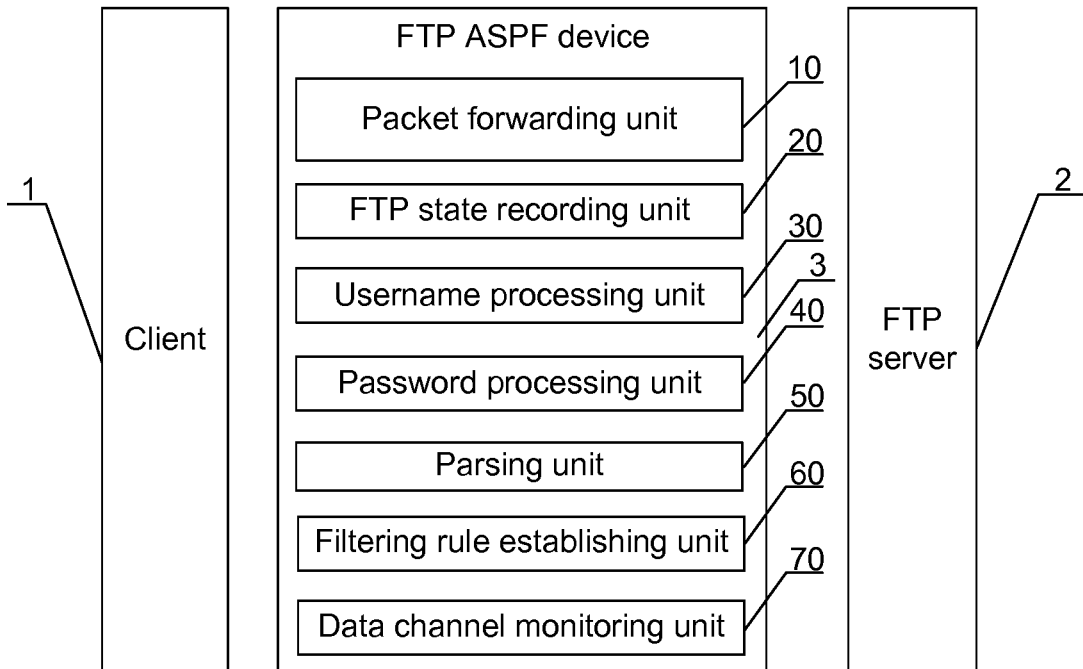 FTP ASPF device
10
Packet forwarding unit
20
1
FTP state recording unit
2
30
Username processing unit
3
40
Client
FTP
server
Password processing unit
50
Parsing unit
60
Filtering rule establishing unit
70
Data channel monitoring unit